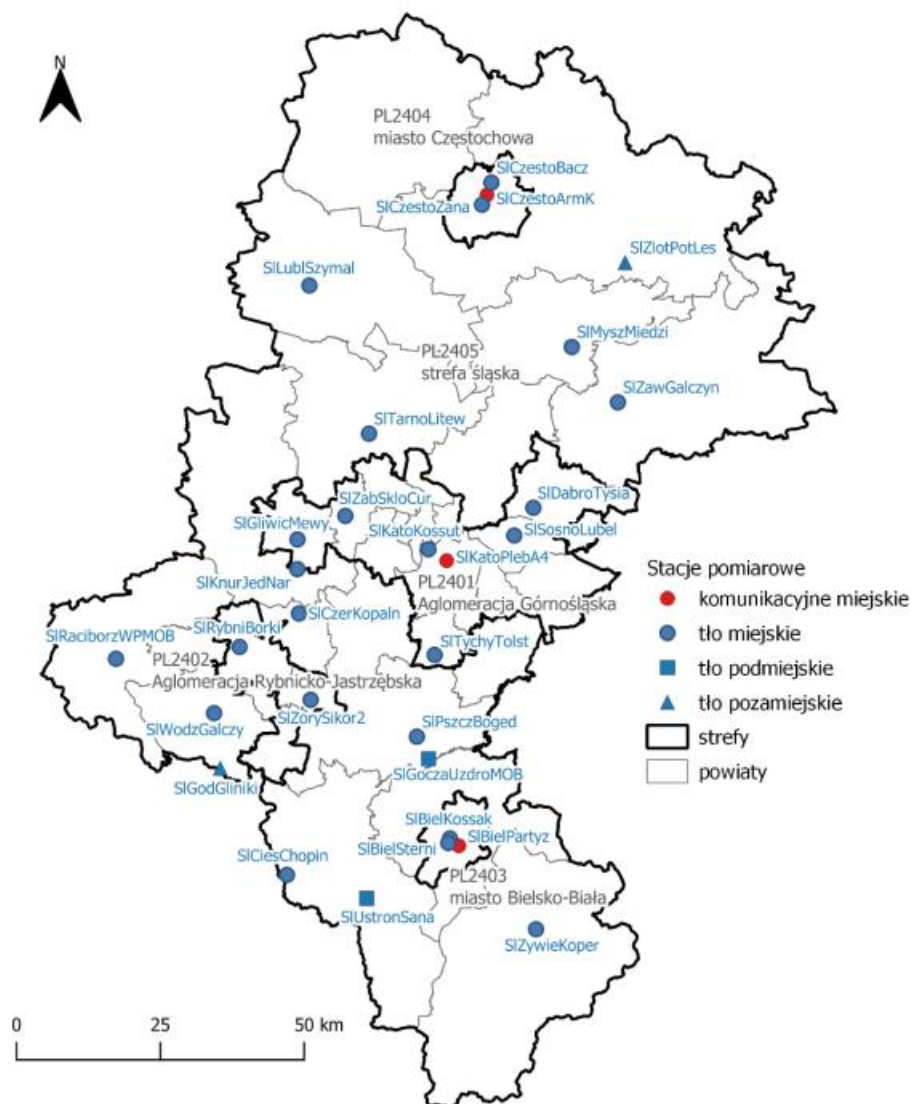 N
PL2404
miasto Częstochowa
SlCzestoBacz
SlCzestoArmK
SlCzestoZana
SlZlotPotLes
SlLublSzymal
SlMyszMiedzi
PL2405
strefa śląska
SlZawGalczyn
SlTarnoLitew
SlDabroTysia
SlZabSkloCur
SlGliwicMewy
SlKatoKossut
SlSosnoLubel
SlKatoPlebA4
SlKnurJedNar
PL2401
Aglomeracja Górnośląska
SlCzerKopaln
SlRybniBorki
SlRaciborzWPMOB
SlTychyTolst
PL2402
Aglomeracja Rybnicko-Jastrzębska
SlZorySikor2
SlWodzGalczy
SlPszczBoged
SlGoczaUzdroMOB
SlGodGliniki
SlBielKossak
SlBielPartyz
SlBielSterni
SlCiesChopin
PL2403
miasto Bielsko-Biała
SlUstronSana
SlZywieKoper
Stacje pomiarowe
komunikacyjne miejskie
tło miejskie
tło podmiejskie
tło pozamiejskie
strefy
powiaty
0 25 50 km